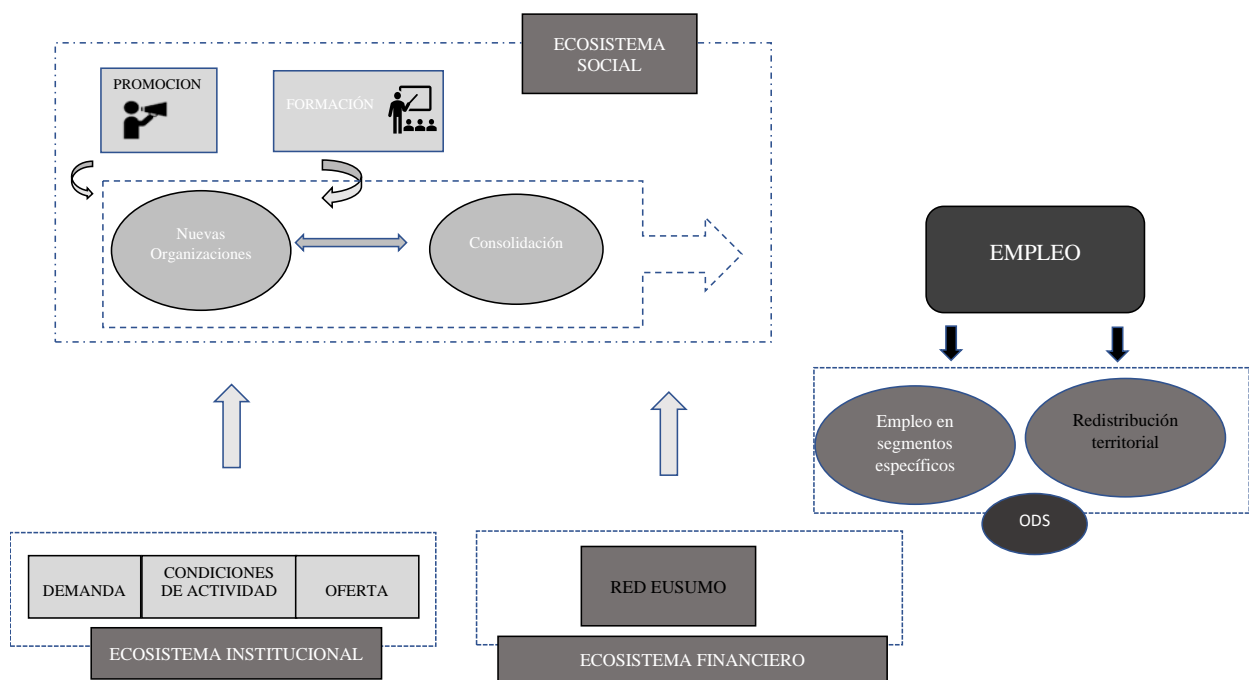 ECOSISTEMA
SOCIAL
PROMOCION
FORMACIÓN
Nuevas
Organizaciones
Consolidación
EMPLEO
Empleo en
segmentos
específicos
Redistribución
territorial
ODS
DEMANDA
CONDICIONES
DE ACTIVIDAD
OFERTA
ECOSISTEMA INSTITUCIONAL
RED EUSUMO
ECOSISTEMA FINANCIERO